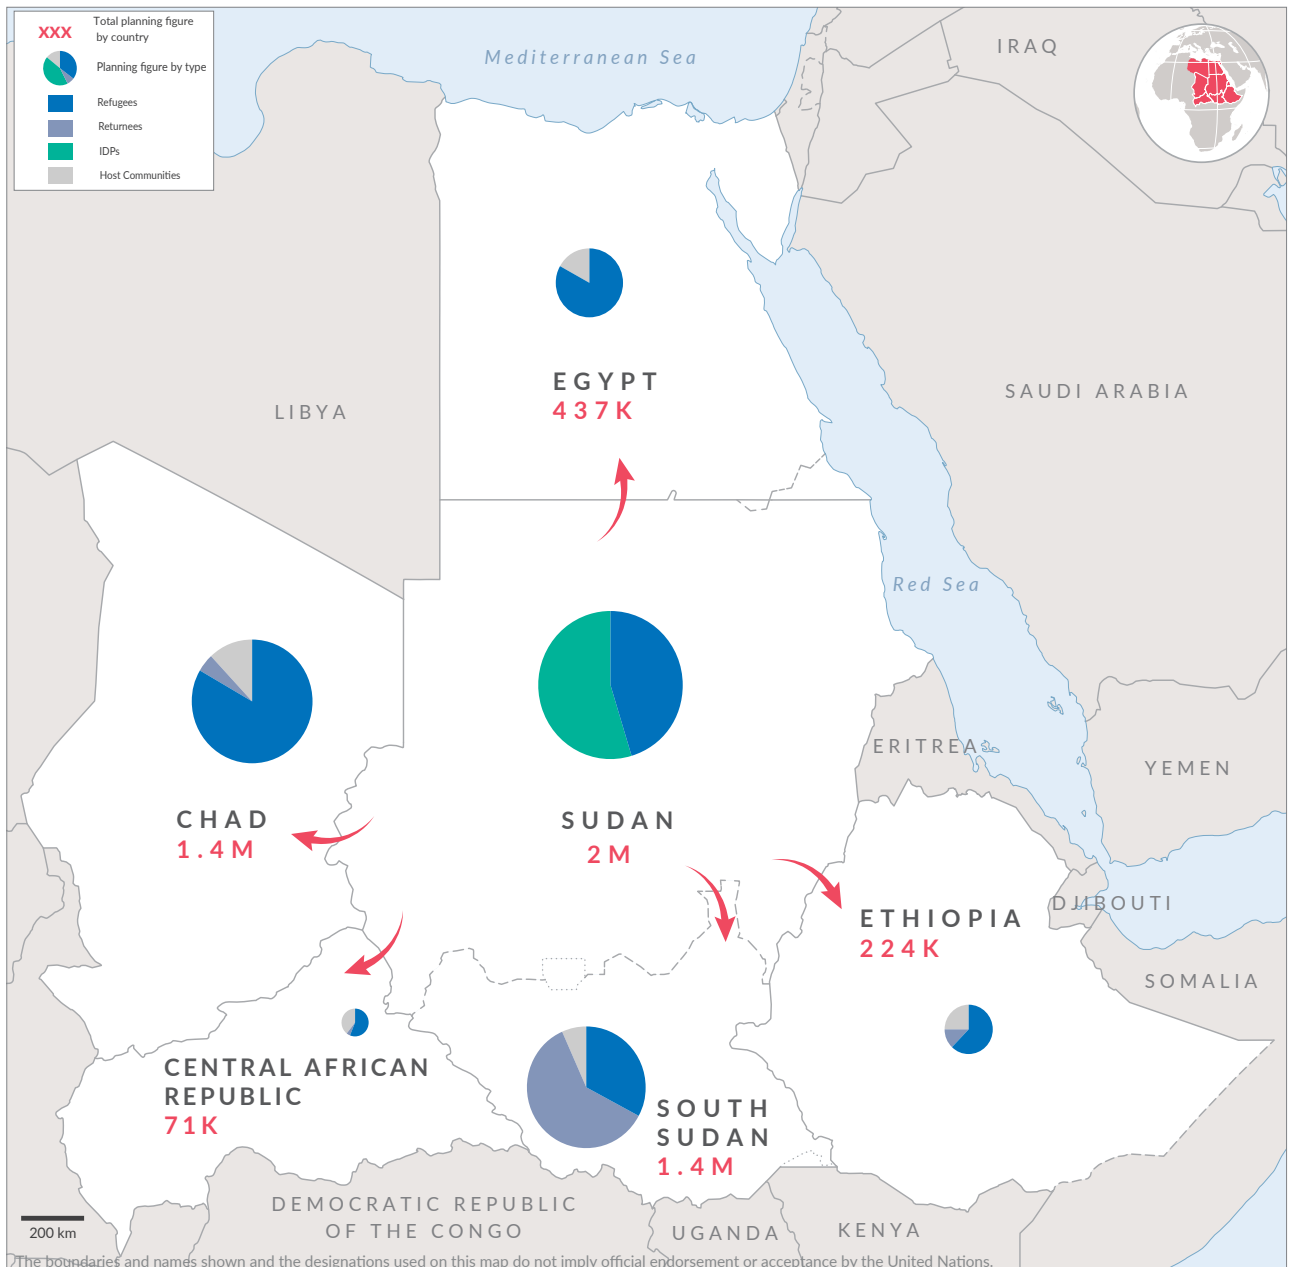 XXX
Total planning figure
by country
Planning figure by type
Refugees
Returnees
IDPs
Host Communities
Mediterranean Sea
IRAQ
EGYPT
437K
LIBYA
SAUDI ARABIA
Red Sea
ERITREA
YEMEN
CHAD
1.4M
SUDAN
2M
DJIBOUTI
ETHIOPIA
224K
SOMALIA
CENTRAL AFRICAN
REPUBLIC
71K
SOUTH
SUDAN
1.4M
DEMOCRATIC REPUBLIC
OF THE CONGO
UGANDA
KENYA
200 km
The boundaries and names shown and the designations used on this map do not imply official endorsement or acceptance by the United Nations.